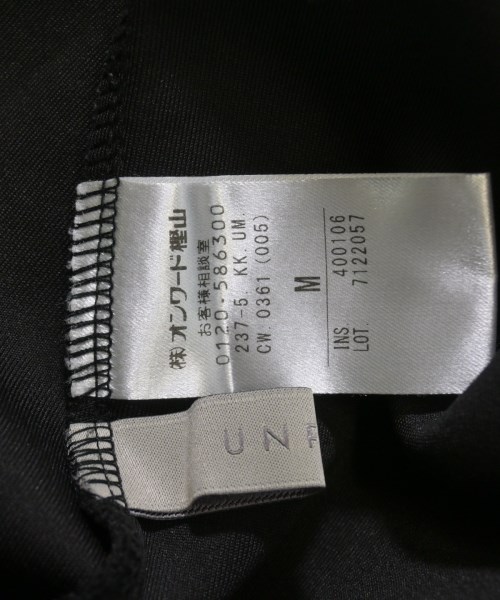 (株)オンワード樫山
お客様相談室
0120-586300
237-5. KK. UM
CW. 0361 (005)
M
INS 400106
LOT. 7122057
U
N